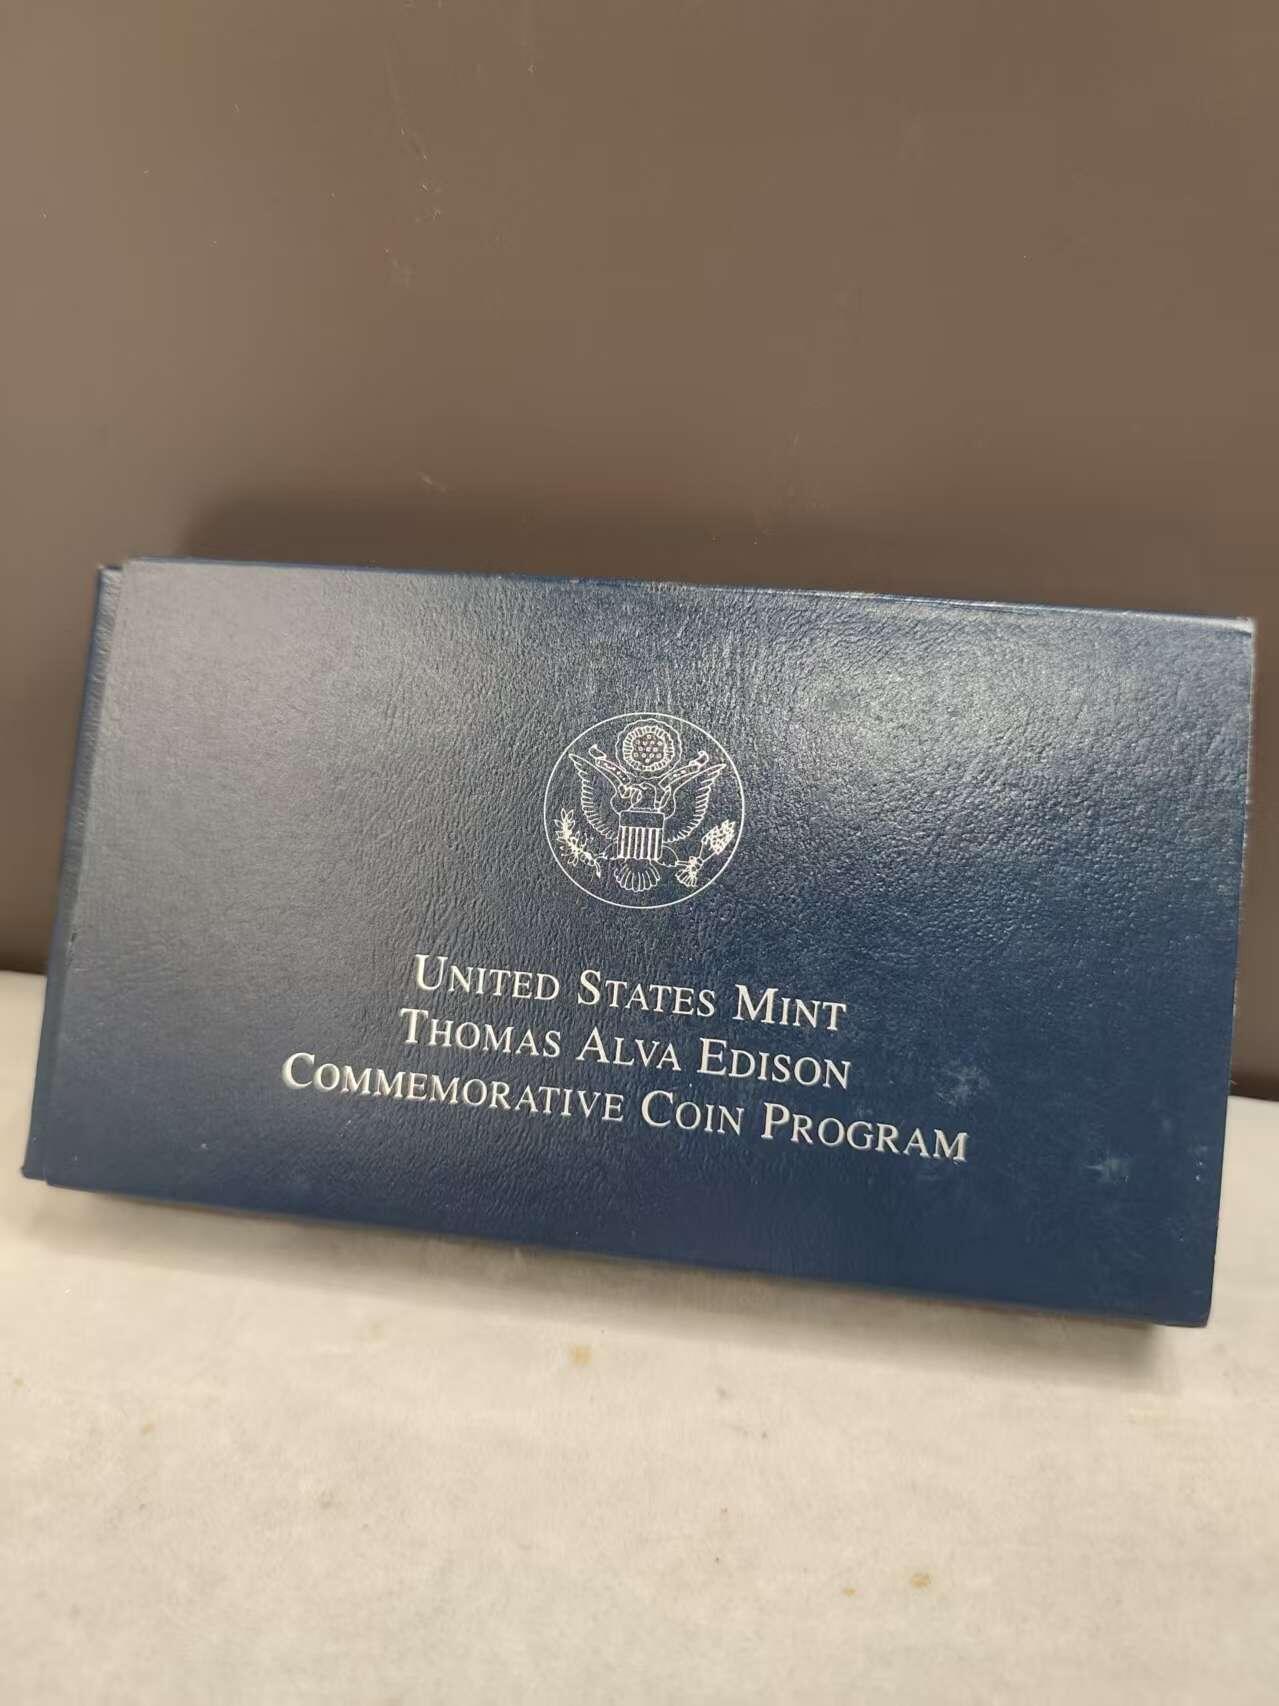 United States Mint
Thomas Alva Edison
Commemorative Coin Program